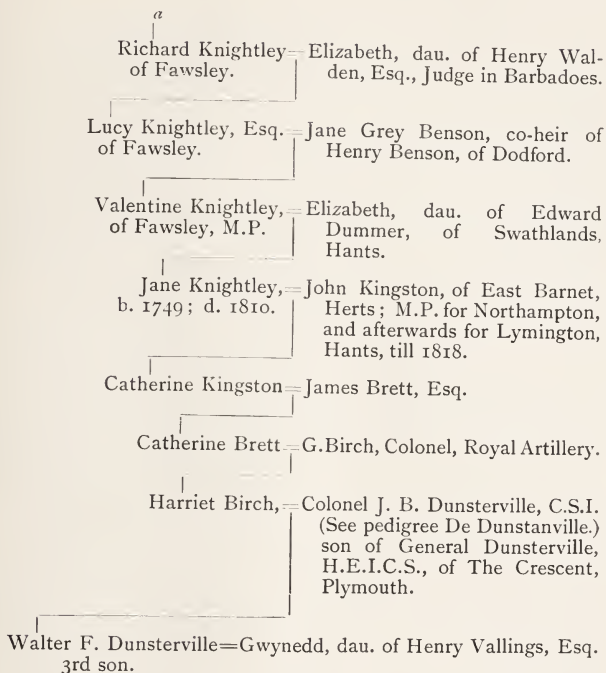 a
Richard Knightley = Elizabeth, dau. of Henry Wal-
of Fawsley. den, Esq., Judge in Barbadoes.
Lucy Knightley, Esq. = Jane Grey Benson, co-heir of
of Fawsley. Henry Benson, of Dodford.
Valentine Knightley, = Elizabeth, dau. of Edward
of Fawsley, M.P. Dummer, of Swathlands,
Hants.
Jane Knightley, = John Kingston, of East Barnet,
b. 1749; d. 1810. Herts; M.P. for Northampton,
and afterwards for Lymington,
Hants, till 1818.
Catherine Kingston = James Brett, Esq.
Catherine Brett = G. Birch, Colonel, Royal Artillery.
Harriet Birch, = Colonel J. B. Dunsterville, C.S.I.
(See pedigree De Dunstanville.)
son of General Dunsterville,
H.E.I.C.S., of The Crescent,
Plymouth.
Walter F. Dunsterville = Gwynedd, dau. of Henry Vallings, Esq.
3rd son.